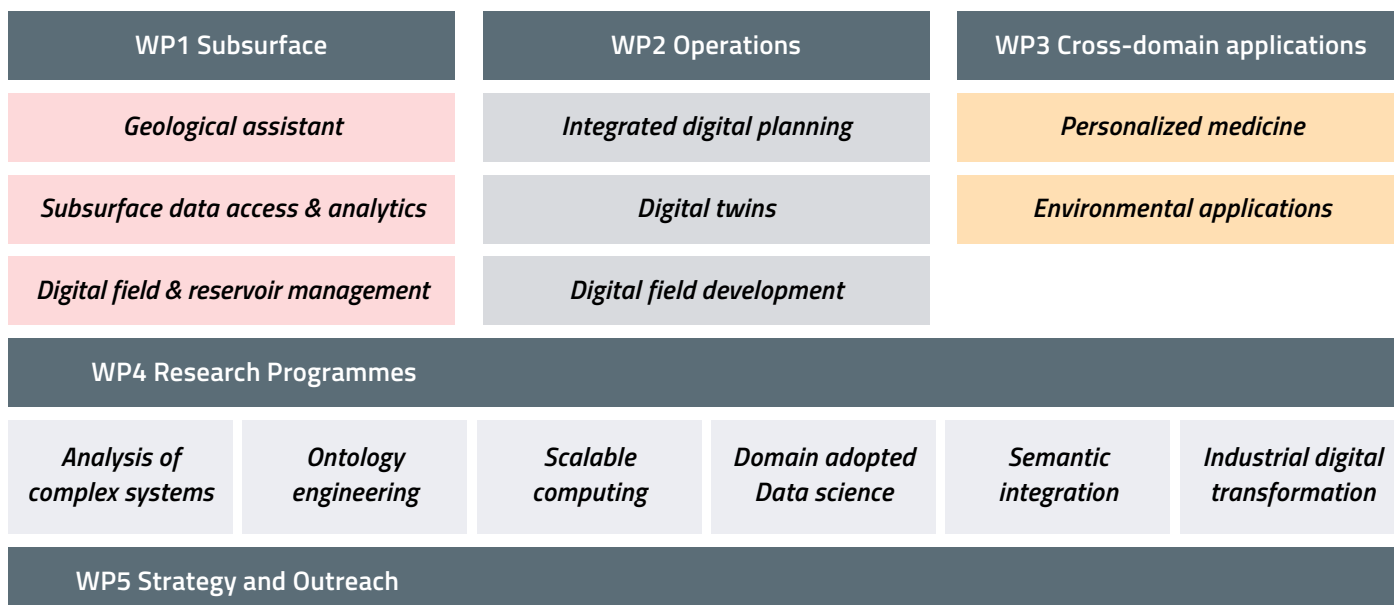 WP1 Subsurface
WP2 Operations
WP3 Cross-domain applications
Geological assistant
Integrated digital planning
Personalized medicine
Subsurface data access & analytics
Digital twins
Environmental applications
Digital field & reservoir management
Digital field development
WP4 Research Programmes
Analysis of
complex systems
Ontology
engineering
Scalable
computing
Domain adopted
Data science
Semantic
integration
Industrial digital
transformation
WP5 Strategy and Outreach